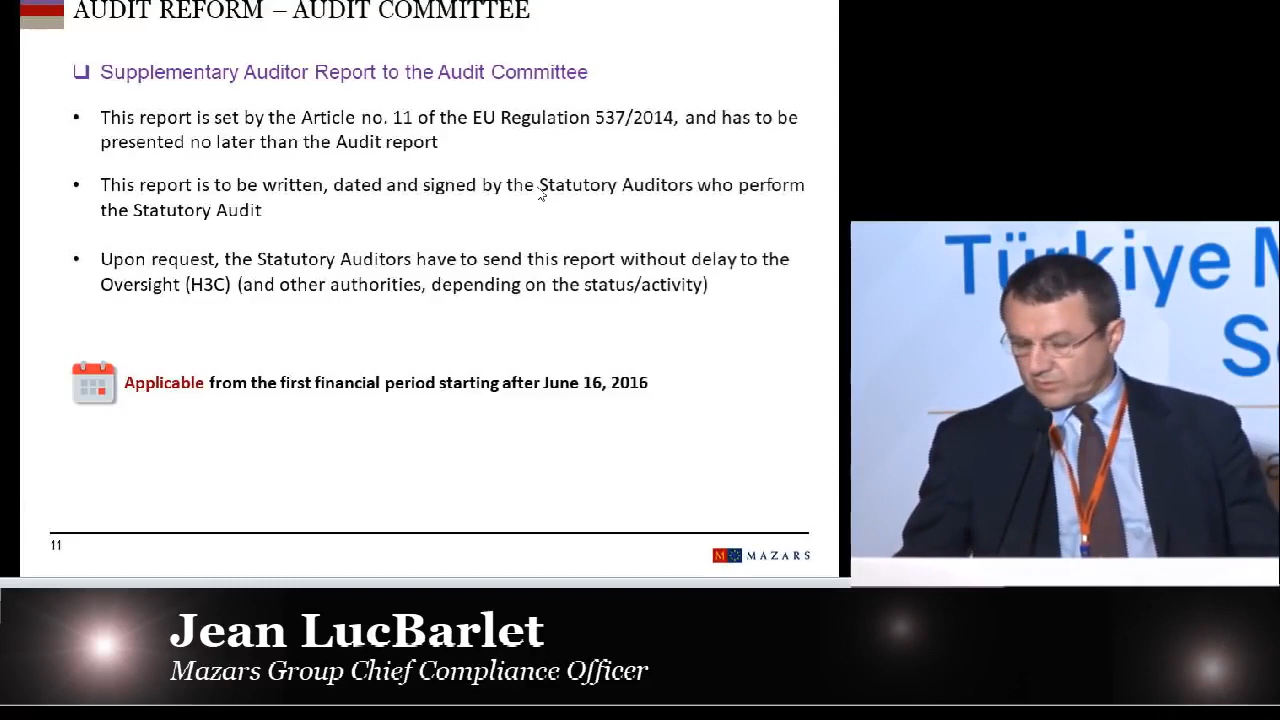 AUDIT REFORM – AUDIT COMMITTEE
❑ Supplementary Auditor Report to the Audit Committee
• This report is set by the Article no. 11 of the EU Regulation 537/2014, and has to be
presented no later than the Audit report
• This report is to be written, dated and signed by the Statutory Auditors who perform
the Statutory Audit
• Upon request, the Statutory Auditors have to send this report without delay to the
Oversight (H3C) (and other authorities, depending on the status/activity)
Applicable from the first financial period starting after June 16, 2016
11
M MAZARS
Türkiye M
S
Jean LucBarlet
Mazars Group Chief Compliance Officer